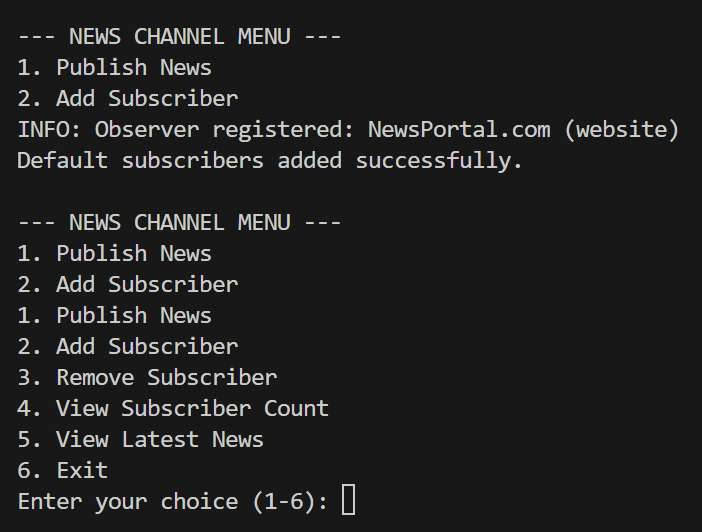 --- NEWS CHANNEL MENU ---
1. Publish News
2. Add Subscriber
INFO: Observer registered: NewsPortal.com (website)
Default subscribers added successfully.

--- NEWS CHANNEL MENU ---
1. Publish News
2. Add Subscriber
1. Publish News
2. Add Subscriber
3. Remove Subscriber
4. View Subscriber Count
5. View Latest News
6. Exit
Enter your choice (1-6):